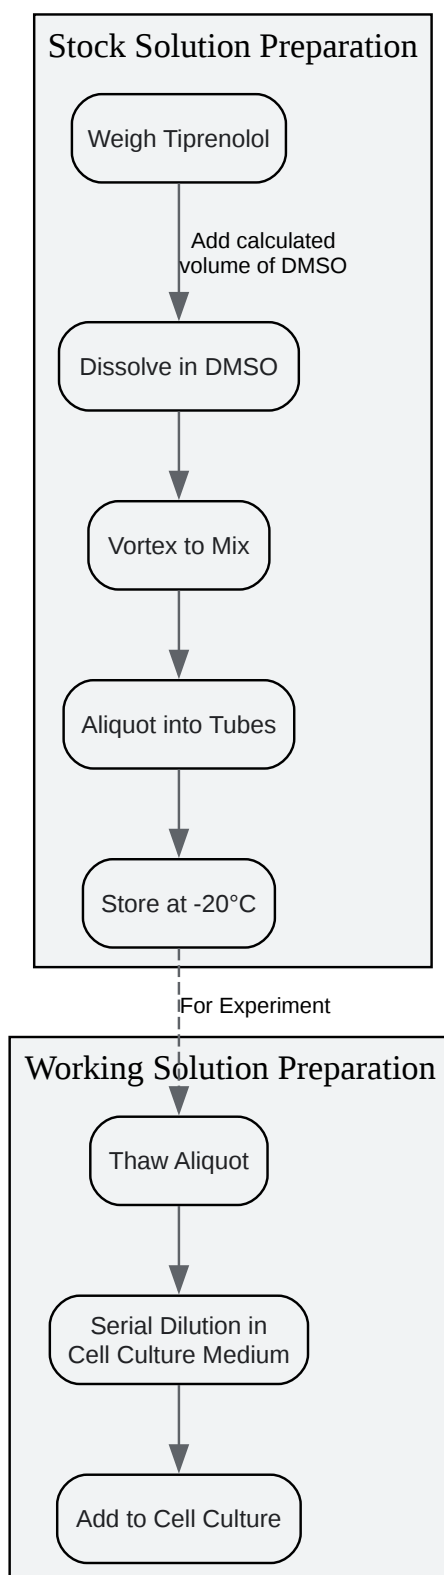 Stock Solution Preparation
Weigh Tiprenolol
Add calculated
volume of DMSO
Dissolve in DMSO
Vortex to Mix
Aliquot into Tubes
Store at -20°C
For Experiment
Working Solution Preparation
Thaw Aliquot
Serial Dilution in
Cell Culture Medium
Add to Cell Culture